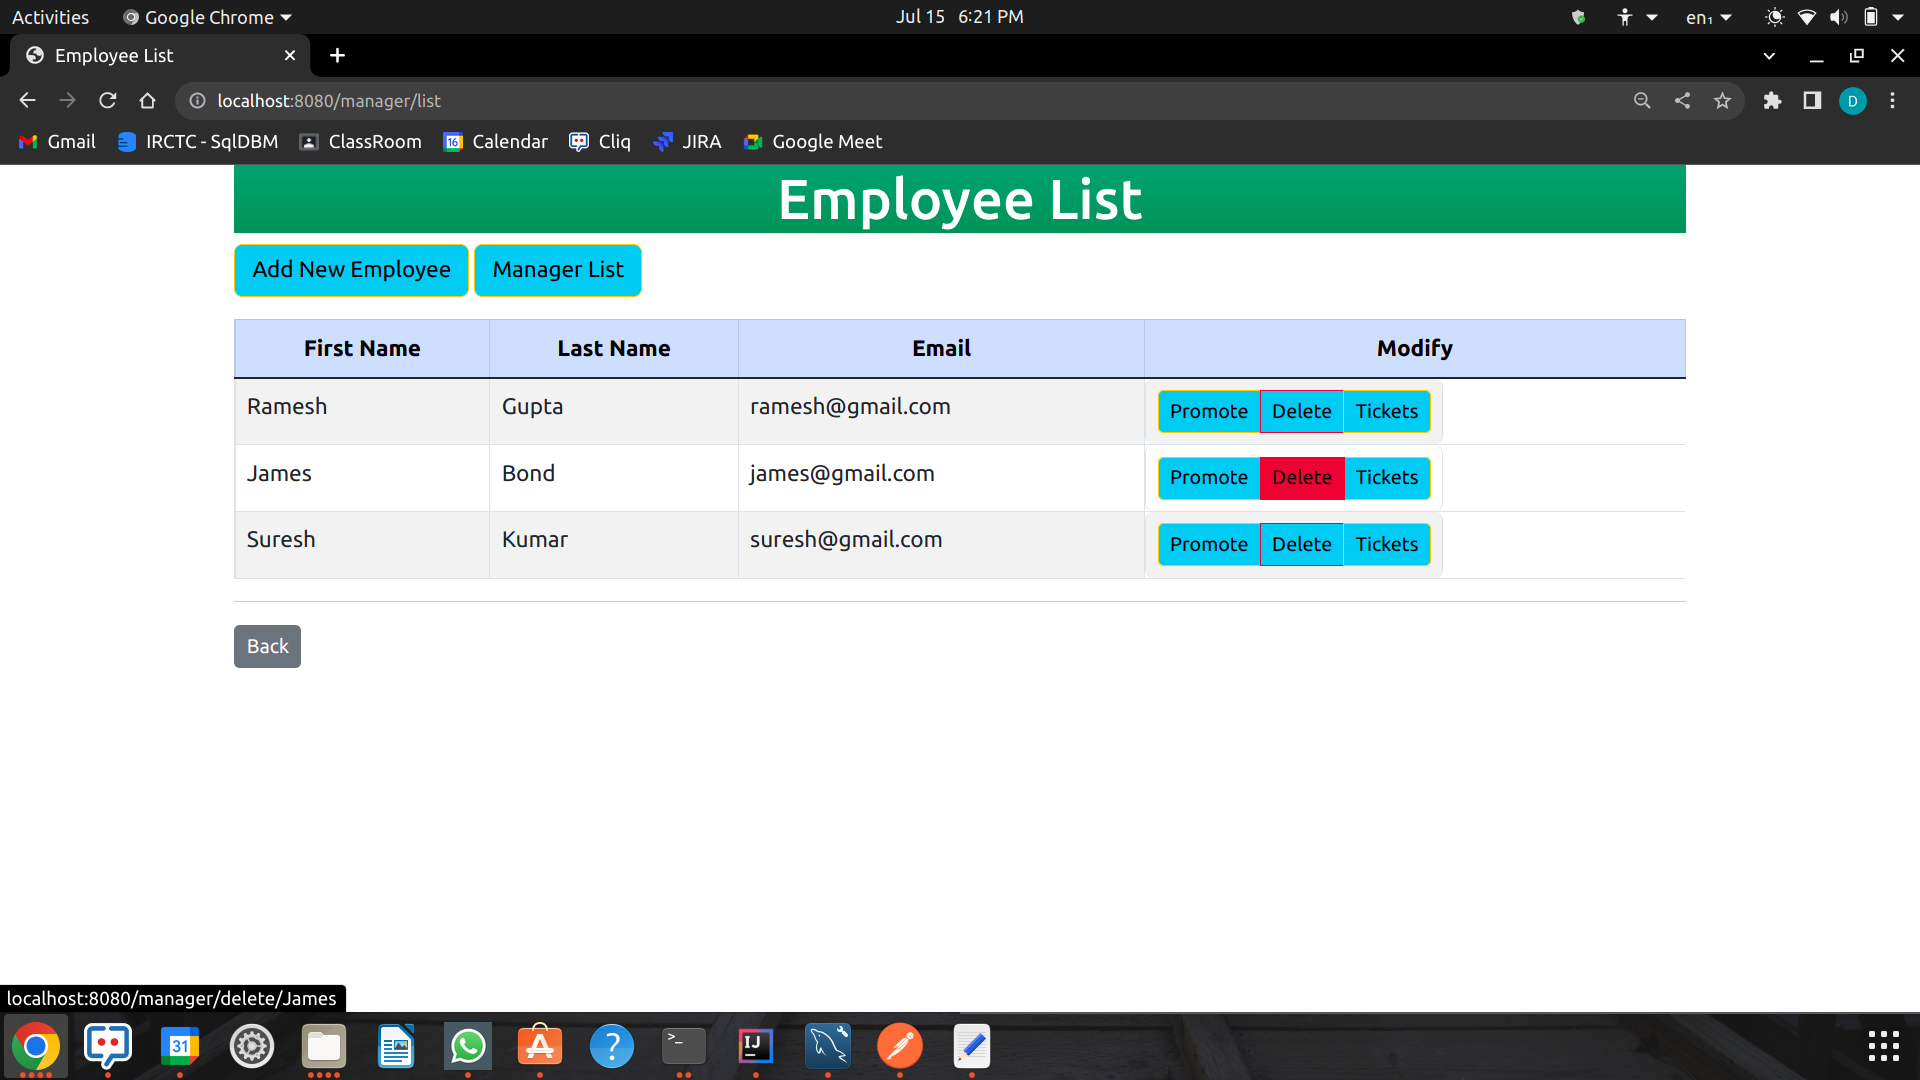 Activities Google Chrome Jul 15 6:21 PM en₁
Employee List
localhost:8080/manager/list D
Gmail IRCTC - SqlDBM ClassRoom 16 Calendar Cliq JIRA Google Meet
Employee List
Add New Employee Manager List
First Name Last Name Email Modify
Ramesh Gupta ramesh@gmail.com Promote Delete Tickets
James Bond james@gmail.com Promote Delete Tickets
Suresh Kumar suresh@gmail.com Promote Delete Tickets
Back
localhost:8080/manager/delete/James
31 ? >_ IJ